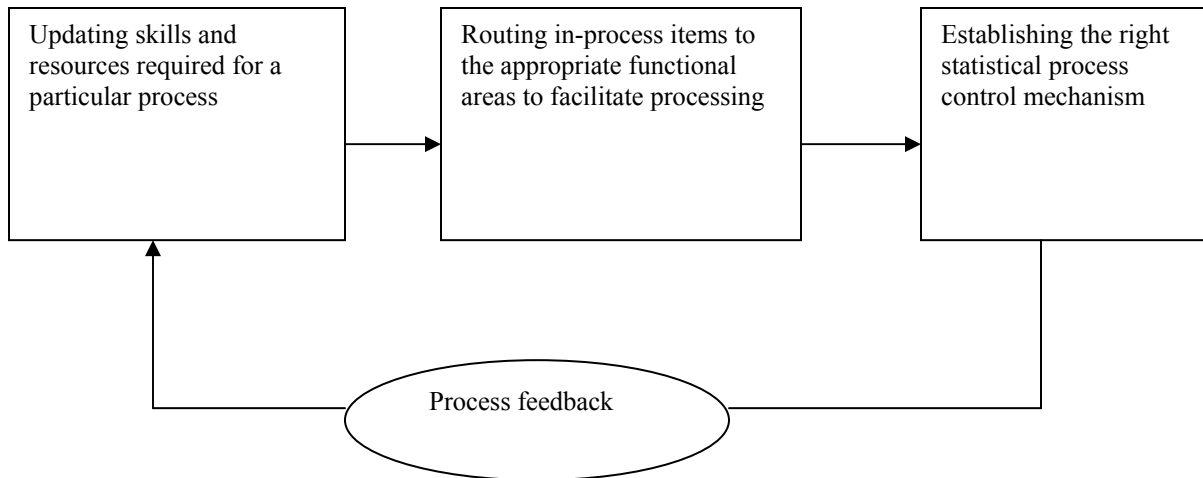 Updating skills and
resources required for a
particular process
Routing in-process items to
the appropriate functional
areas to facilitate processing
Establishing the right
statistical process
control mechanism
Process feedback